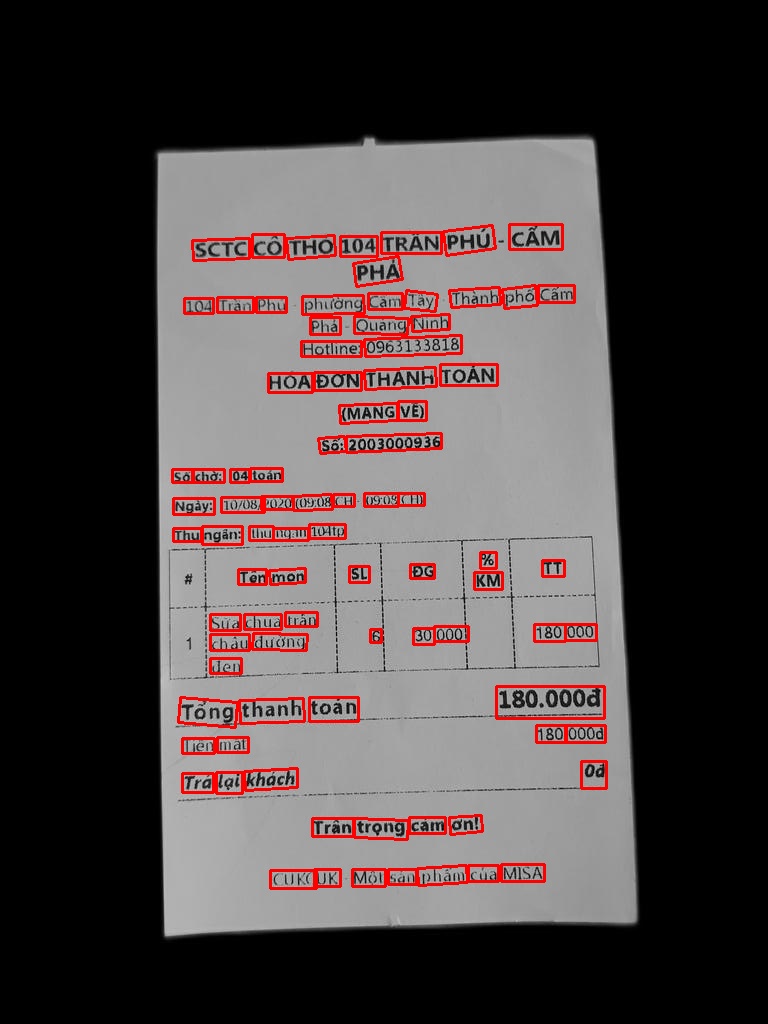 SCTC CÔ THO 104 TRẦN PHÚ - CẨM
PHẢ
104 Trần Phú - phường Cẩm Tây - Thành phố Cẩm
Phả - Quảng Ninh
Hotline: 0963133818
HÓA ĐƠN THANH TOÁN
(MANG VỀ)
Số: 2003000936
Số chờ: 04 toán
Ngày: 10/08/2020 (09:08 CH - 09:08 CH)
Thu ngân: thu ngan 104tp
# Tên món SL ĐG % KM TT
1 Sữa chua trân châu đường đen 6 30.000 180.000
Tổng thanh toán 180.000đ
Tiền mặt 180.000đ
Trả lại khách 0đ
Trân trọng cảm ơn!
CUKCUK - Một sản phẩm của MISA